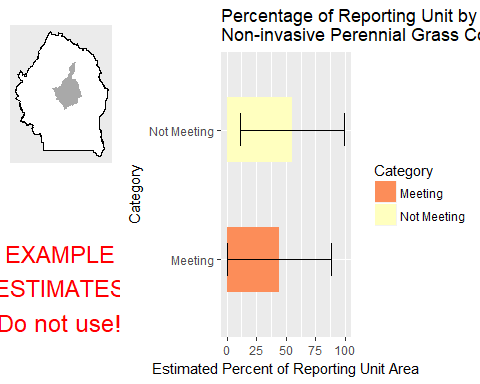 Percentage of Reporting Unit by
Non-invasive Perennial Grass Co
Not Meeting
Meeting
Category
0 25 50 75 100
Estimated Percent of Reporting Unit Area
Category
Meeting
Not Meeting
EXAMPLE
ESTIMATES
Do not use!